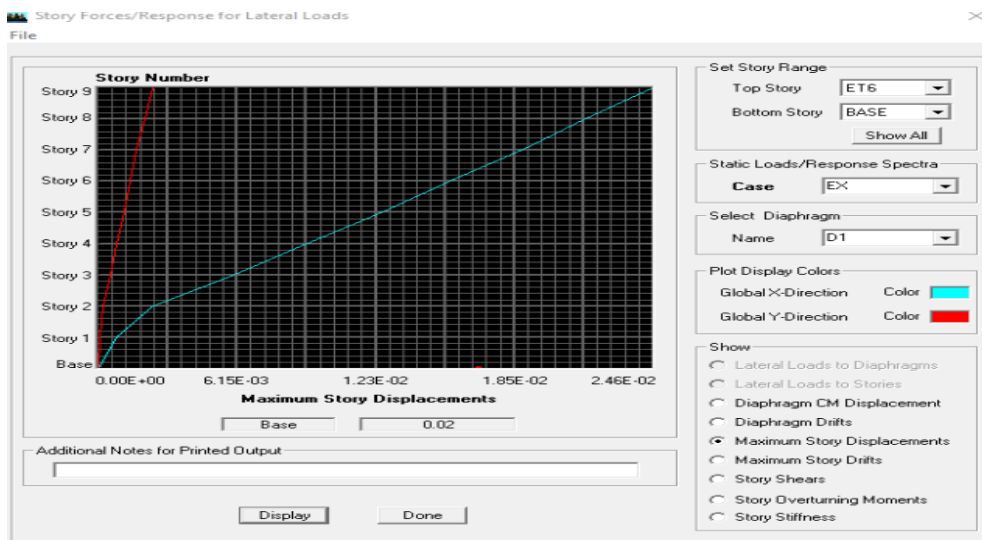 Story Forces/Response for Lateral Loads
File
Story Number
Story 9
Story 8
Story 7
Story 6
Story 5
Story 4
Story 3
Story 2
Story 1
Base
0.00E+00 6.15E-03 1.23E-02 1.85E-02 2.46E-02
Maximum Story Displacements
Base 0.02
Additional Notes for Printed Output
Display Done
Set Story Range
Top Story ET6
Bottom Story BASE
Show All
Static Loads/Response Spectra
Case EX
Select Diaphragm
Name D1
Plot Display Colors
Global X-Direction Color
Global Y-Direction Color
Show
Lateral Loads to Diaphragms
Lateral Loads to Stories
Diaphragm CM Displacement
Diaphragm Drifts
Maximum Story Displacements
Maximum Story Drifts
Story Shears
Story Overturning Moments
Story Stiffness